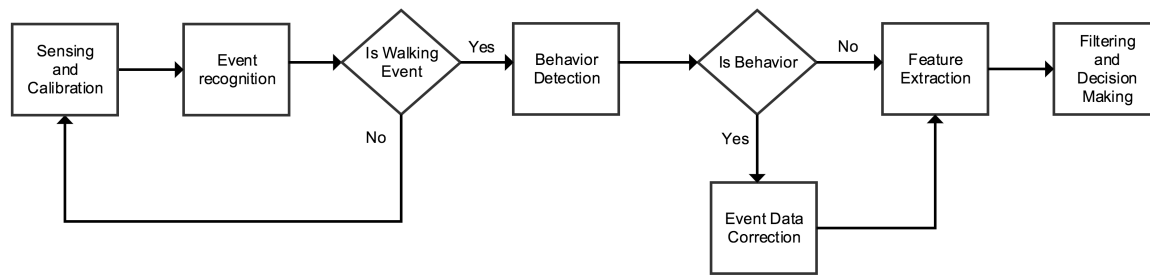 Sensing
and
Calibration
Event
recognition
Is Walking
Event
Yes
No
Behavior
Detection
Is Behavior
No
Yes
Event Data
Correction
Feature
Extraction
Filtering
and
Decision
Making